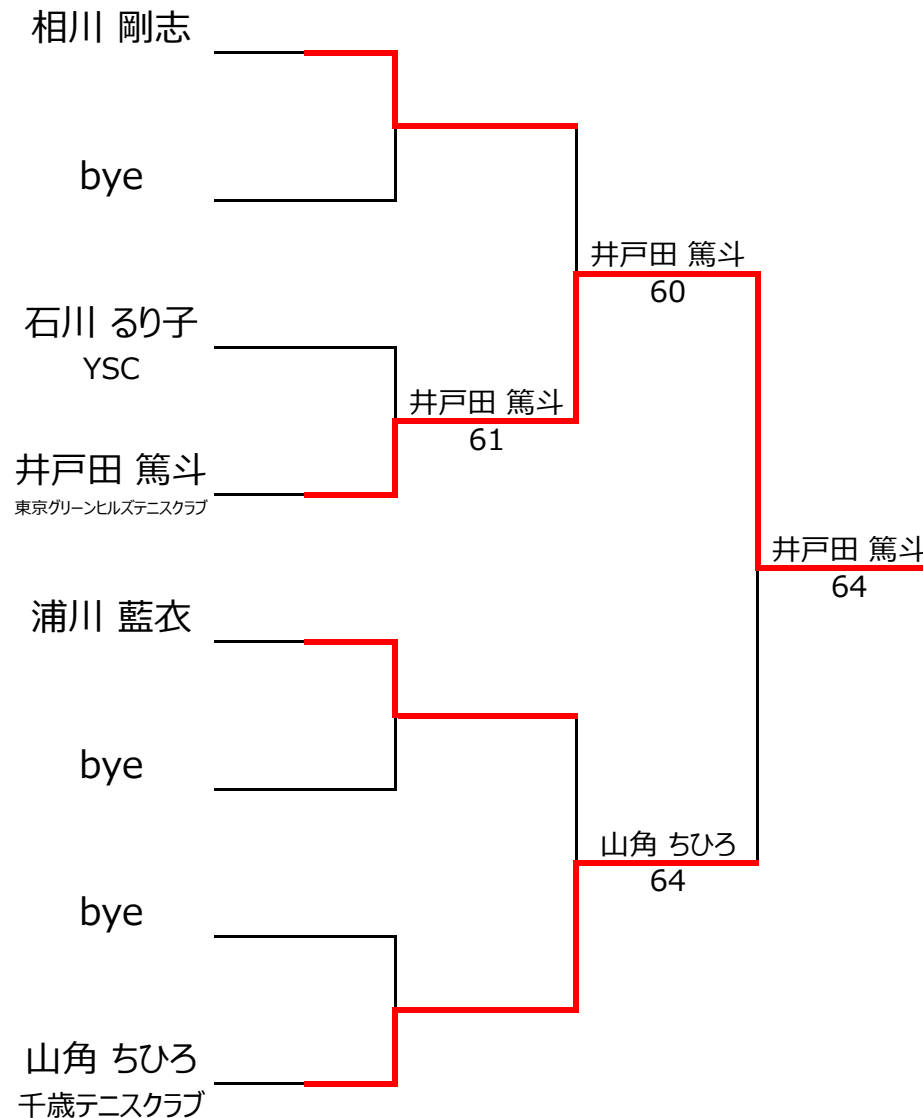 相川 剛志
bye
井戸田 篤斗
60
石川 るり子
YSC
井戸田 篤斗
61
井戸田 篤斗
東京グリーンヒルズテニスクラブ
井戸田 篤斗
64
浦川 藍衣
bye
山角 ちひろ
64
bye
山角 ちひろ
千歳テニスクラブ